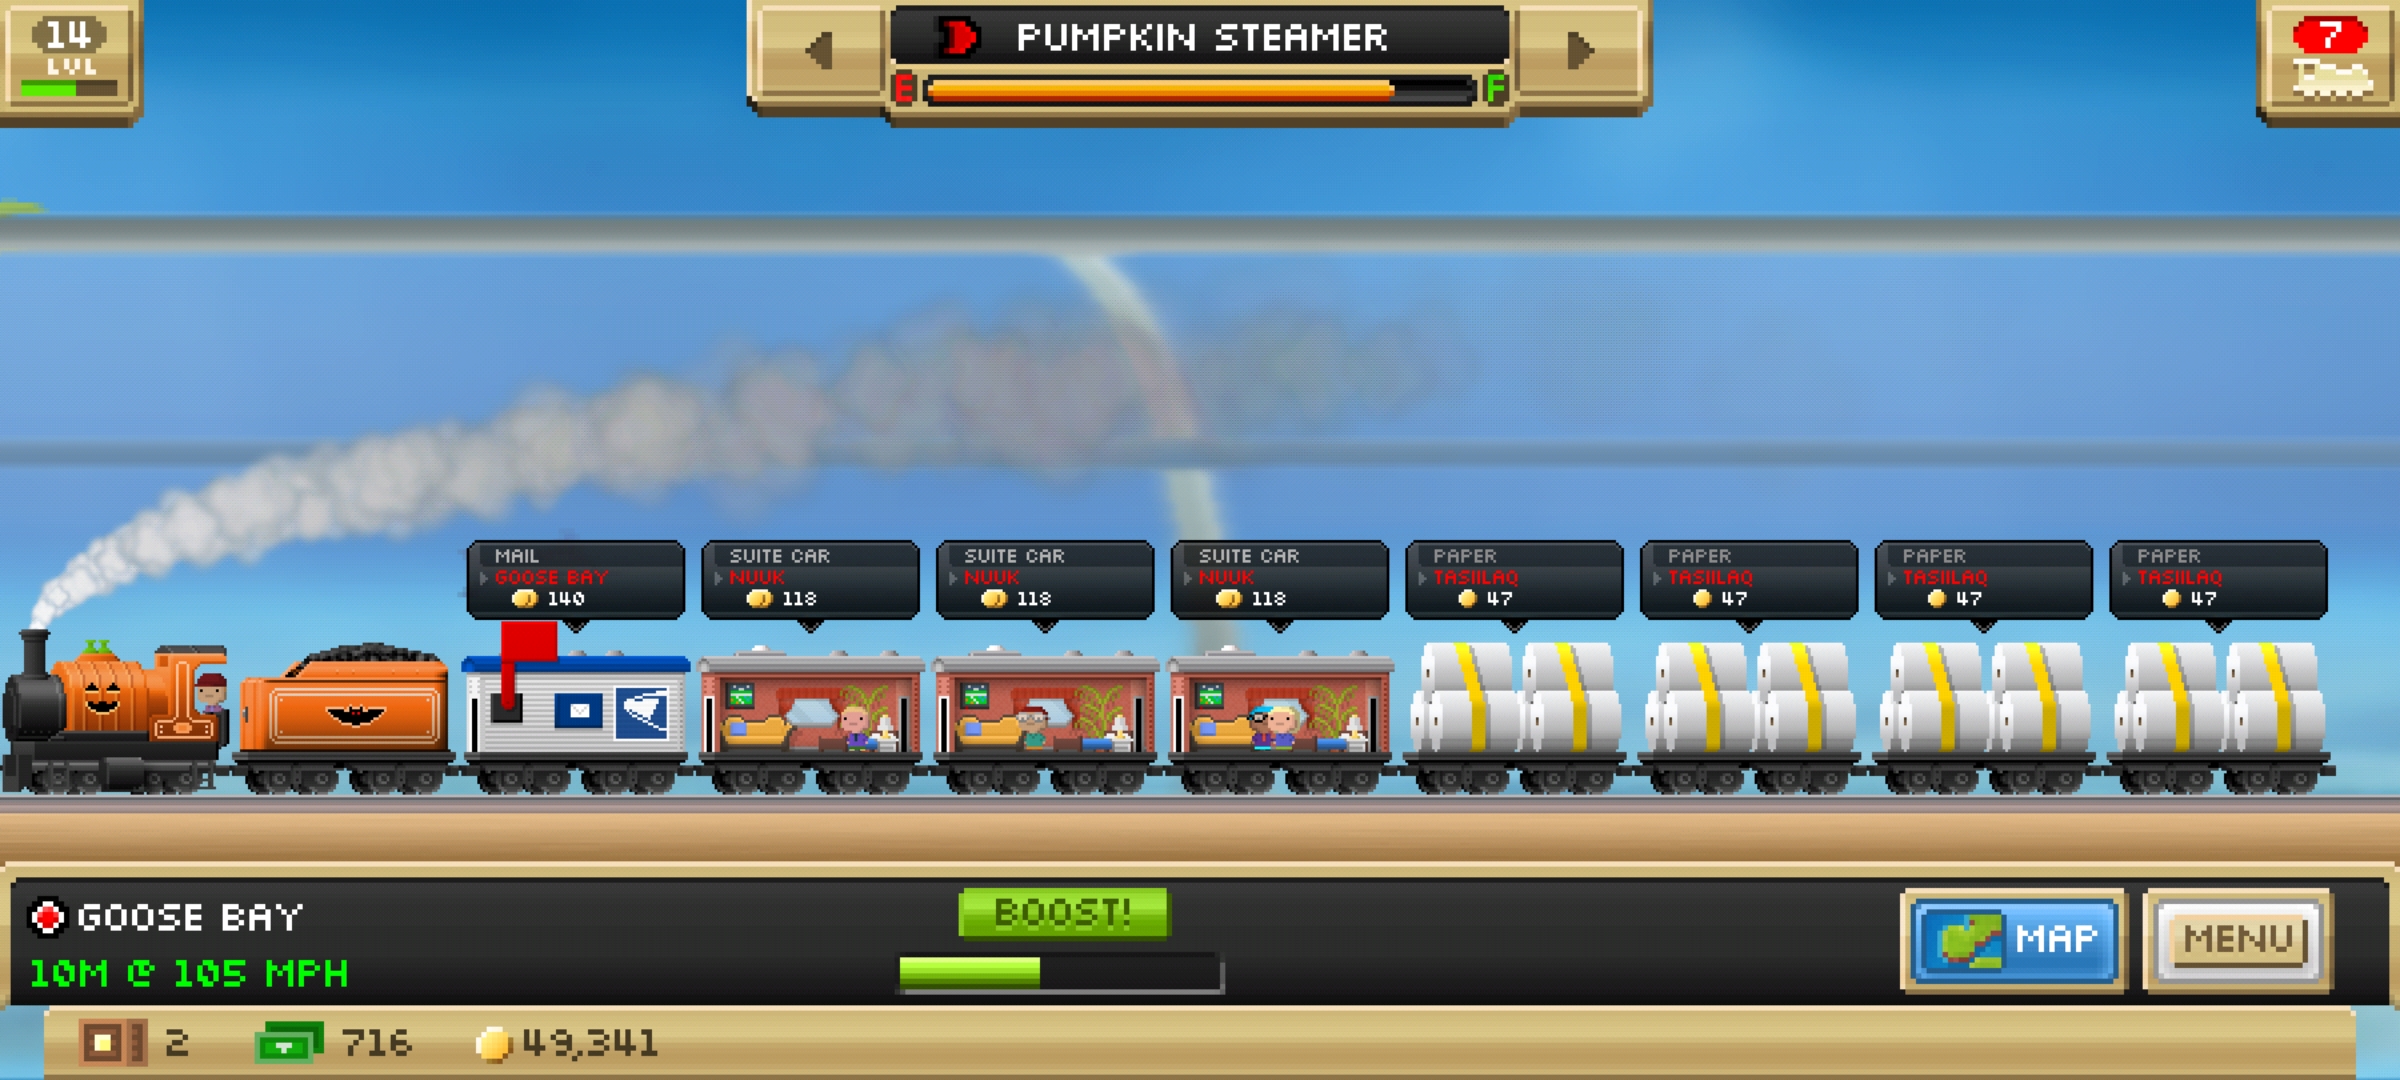 14
LVL
PUMPKIN STEAMER
E F
7
MAIL
GOOSE BAY
140
SUITE CAR
NUUK
118
SUITE CAR
NUUK
118
SUITE CAR
NUUK
118
PAPER
TASIILAQ
47
PAPER
TASIILAQ
47
PAPER
TASIILAQ
47
PAPER
TASIILAQ
47
GOOSE BAY
10M @ 105 MPH
BOOST!
MAP
MENU
2
716
49,341